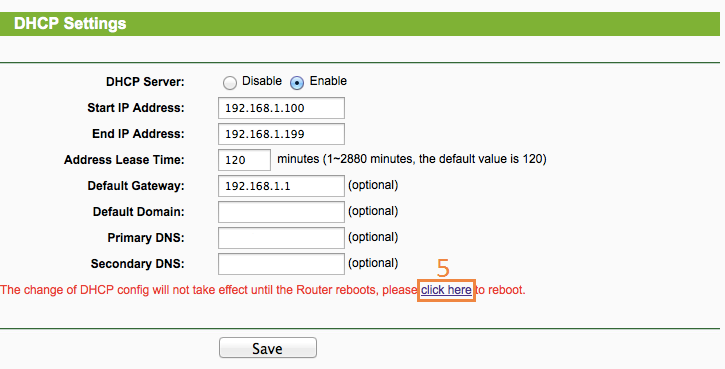 DHCP Settings
DHCP Server: Disable Enable
Start IP Address: 192.168.1.100
End IP Address: 192.168.1.199
Address Lease Time: 120 minutes (1~2880 minutes, the default value is 120)
Default Gateway: 192.168.1.1 (optional)
Default Domain: (optional)
Primary DNS: (optional)
Secondary DNS: (optional)
5
The change of DHCP config will not take effect until the Router reboots, please click here to reboot.
Save